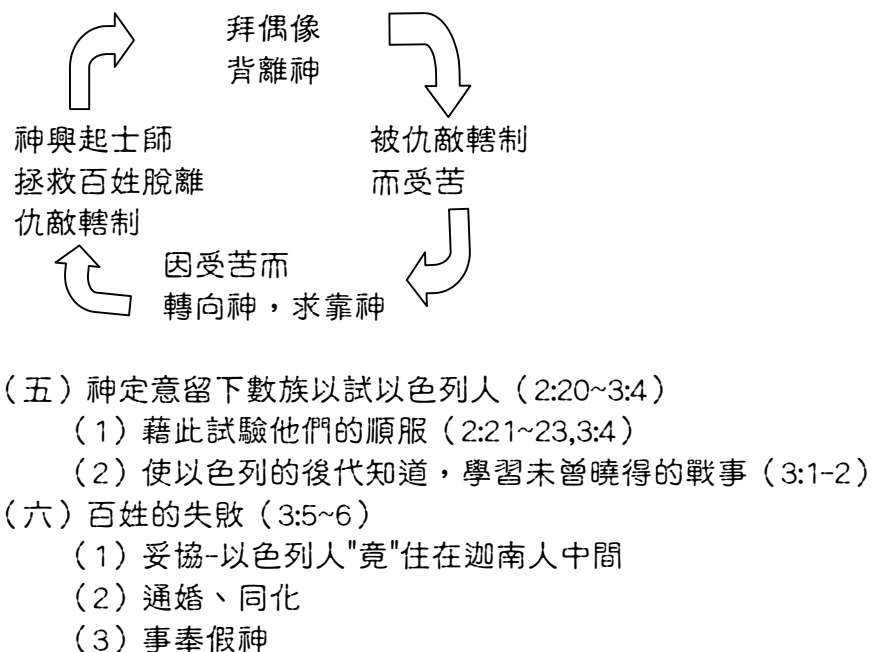 拜偶像
背離神
神興起士師
拯救百姓脫離
仇敵轄制
被仇敵轄制
而受苦
因受苦而
轉向神，求靠神
（五）神定意留下數族以試以色列人（2:20~3:4）
（1）藉此試驗他們的順服（2:21~23,3:4）
（2）使以色列的後代知道，學習未曾曉得的戰事（3:1-2）
（六）百姓的失敗（3:5~6）
（1）妥協-以色列人"竟"住在迦南人中間
（2）通婚、同化
（3）事奉假神